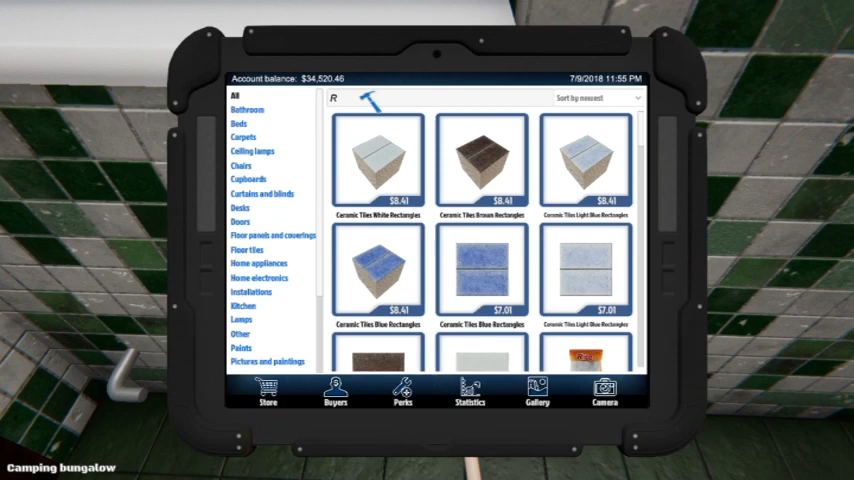 Account balance: $34,520.46
7/9/2018 11:55 PM
All
Bathroom
Beds
Carpets
Ceiling lamps
Chairs
Cupboards
Curtains and blinds
Desks
Doors
Floor panels and coverings
Floor tiles
Home appliances
Home electronics
Installations
Kitchen
Lamps
Other
Paints
Pictures and paintings
R
Sort by newest
$8.41
$8.41
$8.41
Ceramic Tiles White Rectangles
Ceramic Tiles Brown Rectangles
Ceramic Tiles Light Blue Rectangles
$8.41
$7.01
$7.01
Ceramic Tiles Blue Rectangles
Ceramic Tiles Blue Rectangles
Ceramic Tiles Light Blue Rectangles
Store
Buyers
Perks
Statistics
Gallery
Camera
Camping bungalow